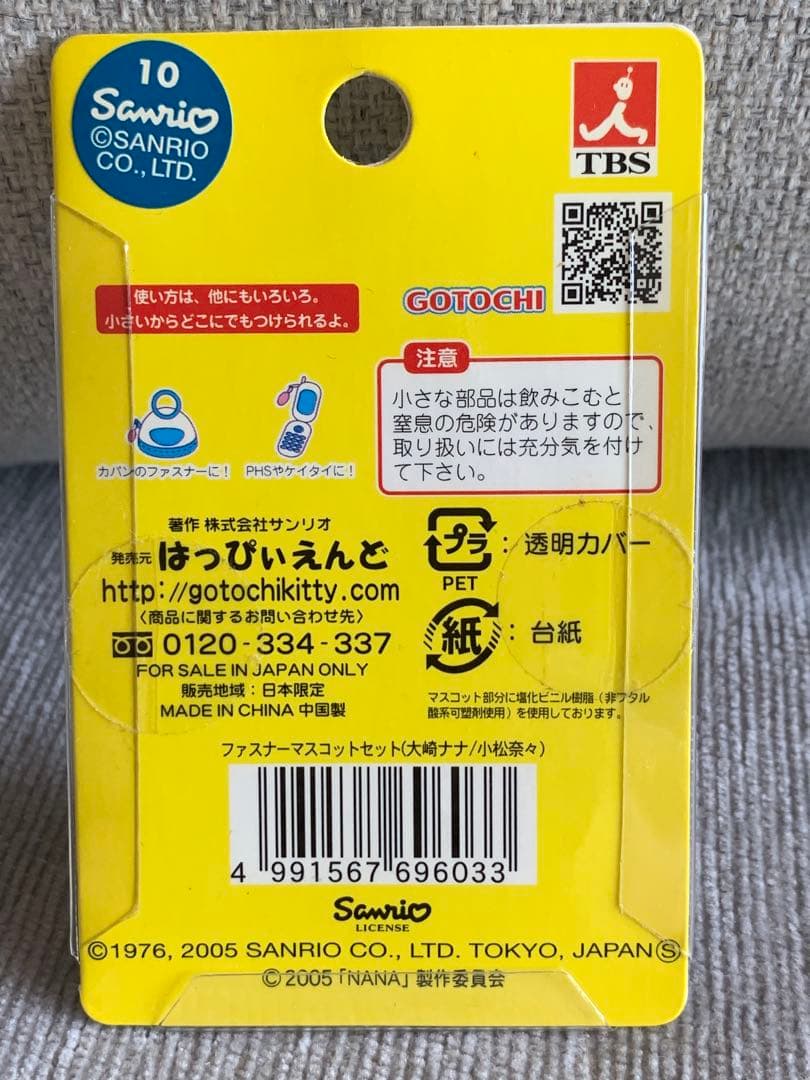 10
Sanrio
©SANRIO
CO., LTD.
TBS
使い方は、他にもいろいろ。
小さいからどこにでもつけられるよ。
GOTOCHI
注意
小さな部品は飲みこむと
窒息の危険がありますので、
取り扱いには充分気を付け
て下さい。
カバンのファスナーに!
PHSやケイタイに!
著作 株式会社サンリオ
発売元 はっぴぃえんど
http://gotochikitty.com
〈商品に関するお問い合わせ先〉
0120-334-337
FOR SALE IN JAPAN ONLY
販売地域:日本限定
MADE IN CHINA 中国製
プラ : 透明カバー
PET
紙 : 台紙
マスコット部分に塩化ビニル樹脂(非フタル
酸系可塑剤使用)を使用しております。
ファスナーマスコットセット(大崎ナナ/小松奈々)
4 991567 696033
Sanrio
LICENSE
©1976, 2005 SANRIO CO., LTD. TOKYO, JAPAN Ⓢ
©2005「NANA」製作委員会